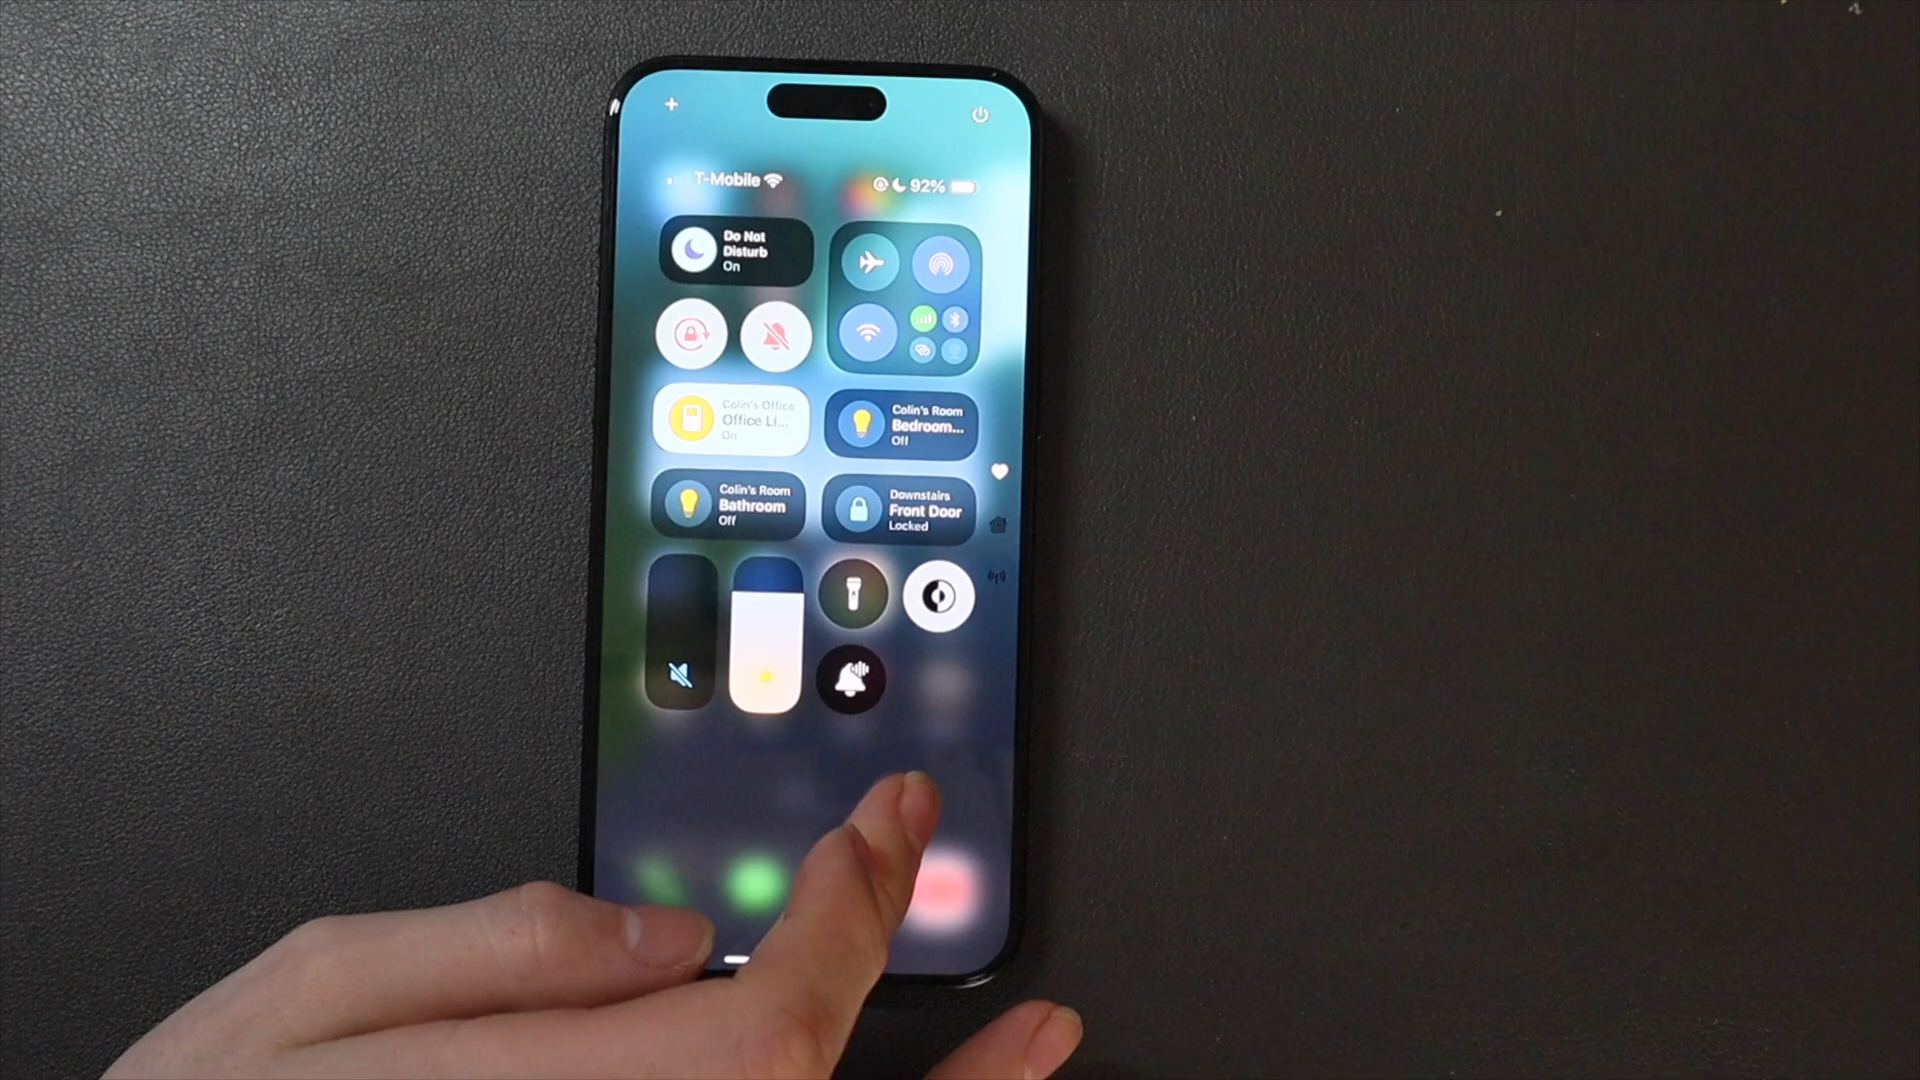 T-Mobile
92%
Do Not
Disturb
On
Colin's Office
Office Li...
On
Colin's Room
Bedroom...
Off
Colin's Room
Bathroom
Off
Downstairs
Front Door
Locked